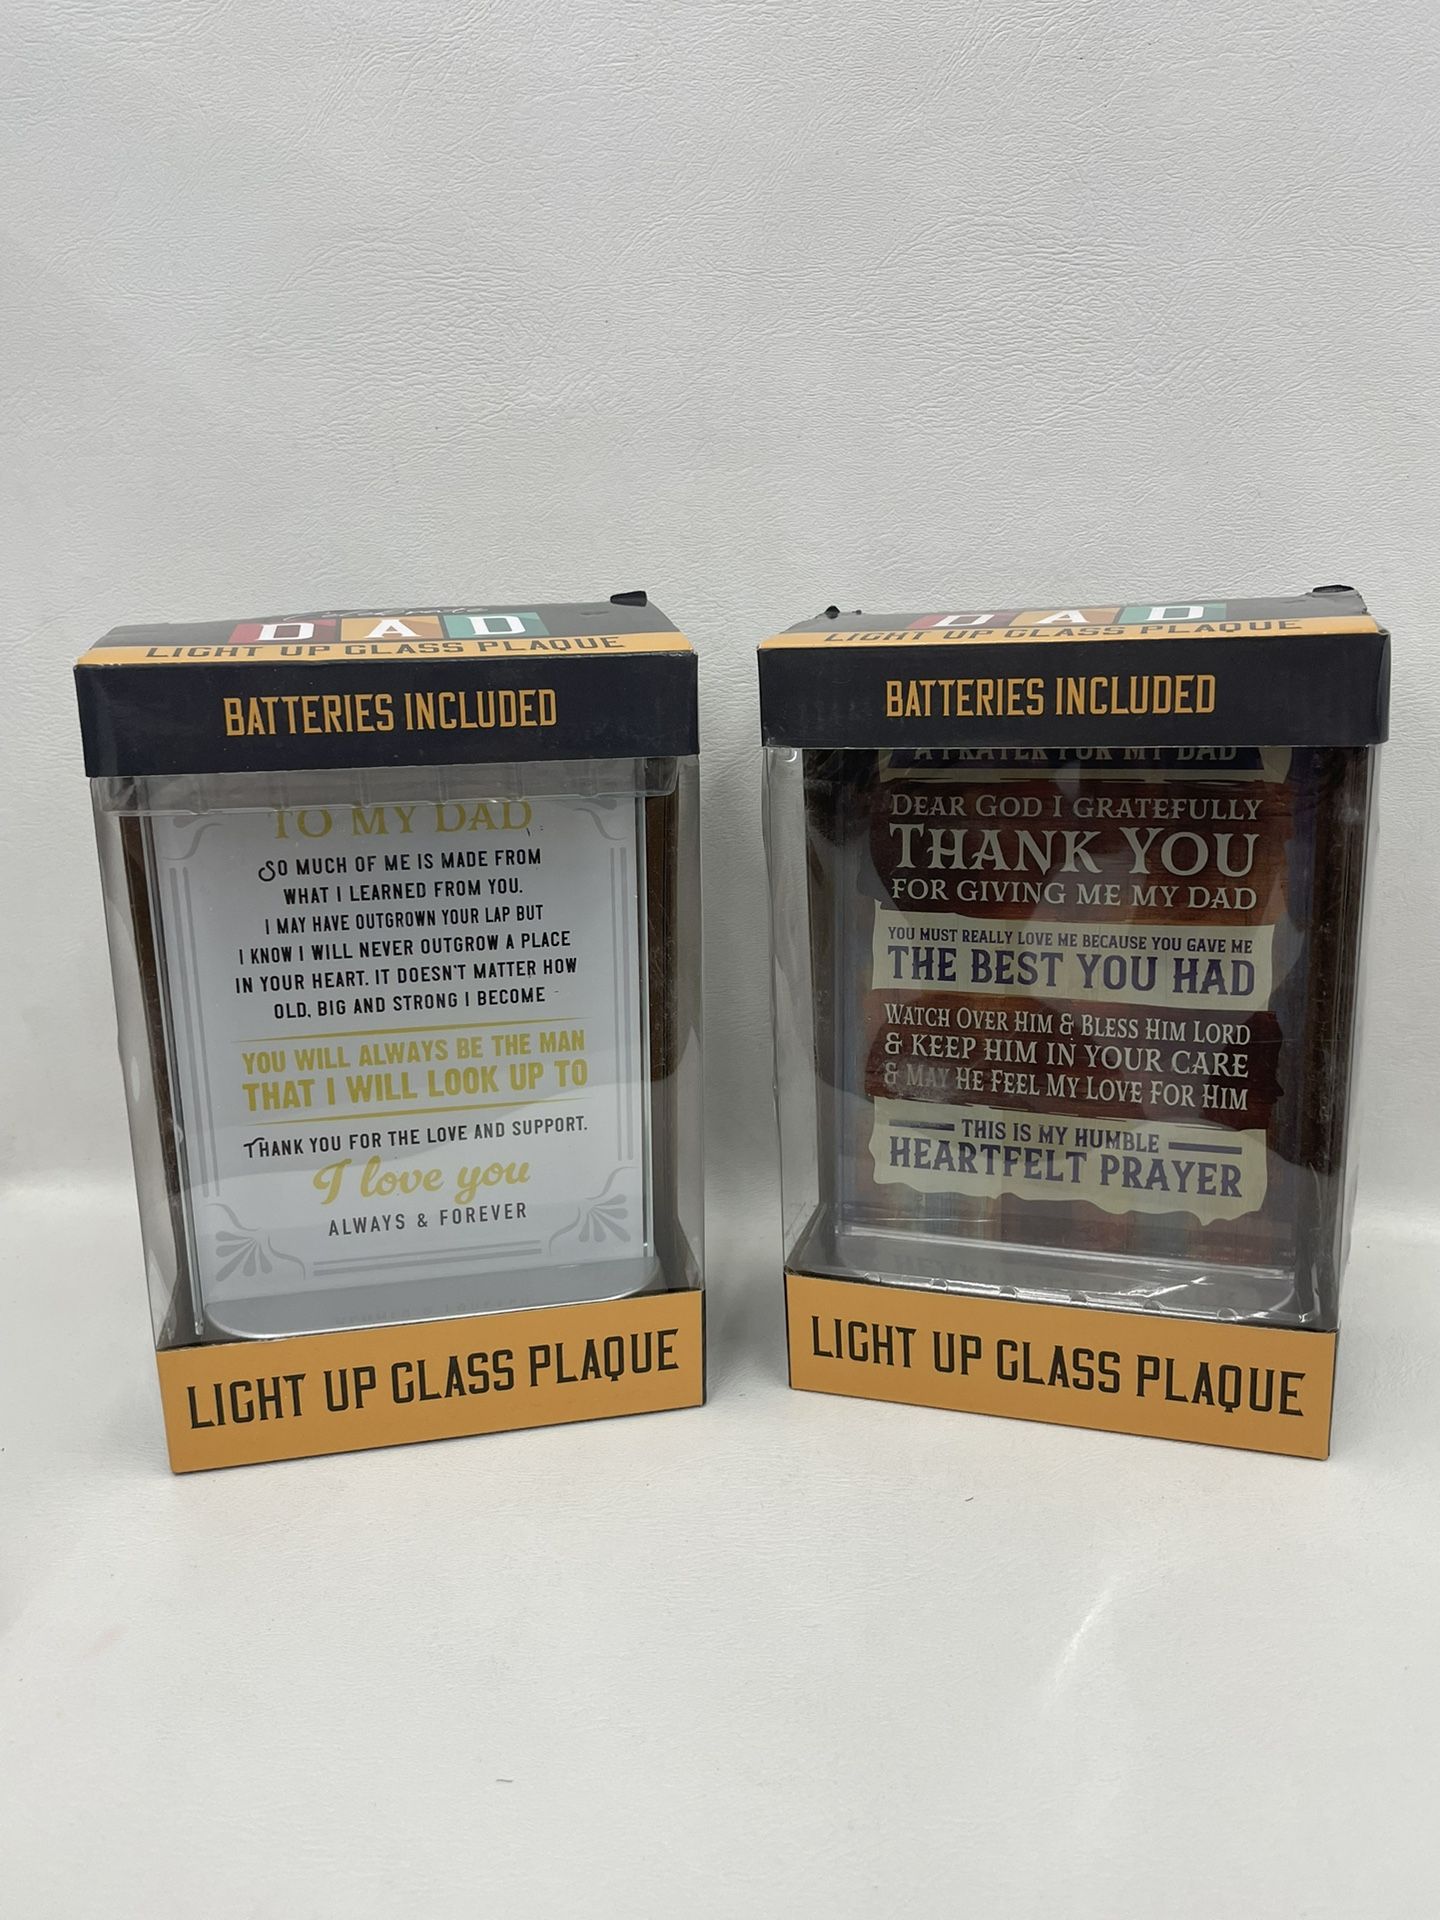 Celebrate
DAD
LIGHT UP GLASS PLAQUE
BATTERIES INCLUDED
TO MY DAD
SO MUCH OF ME IS MADE FROM
WHAT I LEARNED FROM YOU.
I MAY HAVE OUTGROWN YOUR LAP BUT
I KNOW I WILL NEVER OUTGROW A PLACE
IN YOUR HEART. IT DOESN'T MATTER HOW
OLD, BIG AND STRONG I BECOME
YOU WILL ALWAYS BE THE MAN
THAT I WILL LOOK UP TO
THANK YOU FOR THE LOVE AND SUPPORT.
I love you
ALWAYS & FOREVER
LIGHT UP GLASS PLAQUE
DAD
LIGHT UP GLASS PLAQUE
BATTERIES INCLUDED
A PRAYER FOR MY DAD
DEAR GOD I GRATEFULLY
THANK YOU
FOR GIVING ME MY DAD
YOU MUST REALLY LOVE ME BECAUSE YOU GAVE ME
THE BEST YOU HAD
WATCH OVER HIM & BLESS HIM LORD
& KEEP HIM IN YOUR CARE
& MAY HE FEEL MY LOVE FOR HIM
THIS IS MY HUMBLE
HEARTFELT PRAYER
LIGHT UP GLASS PLAQUE